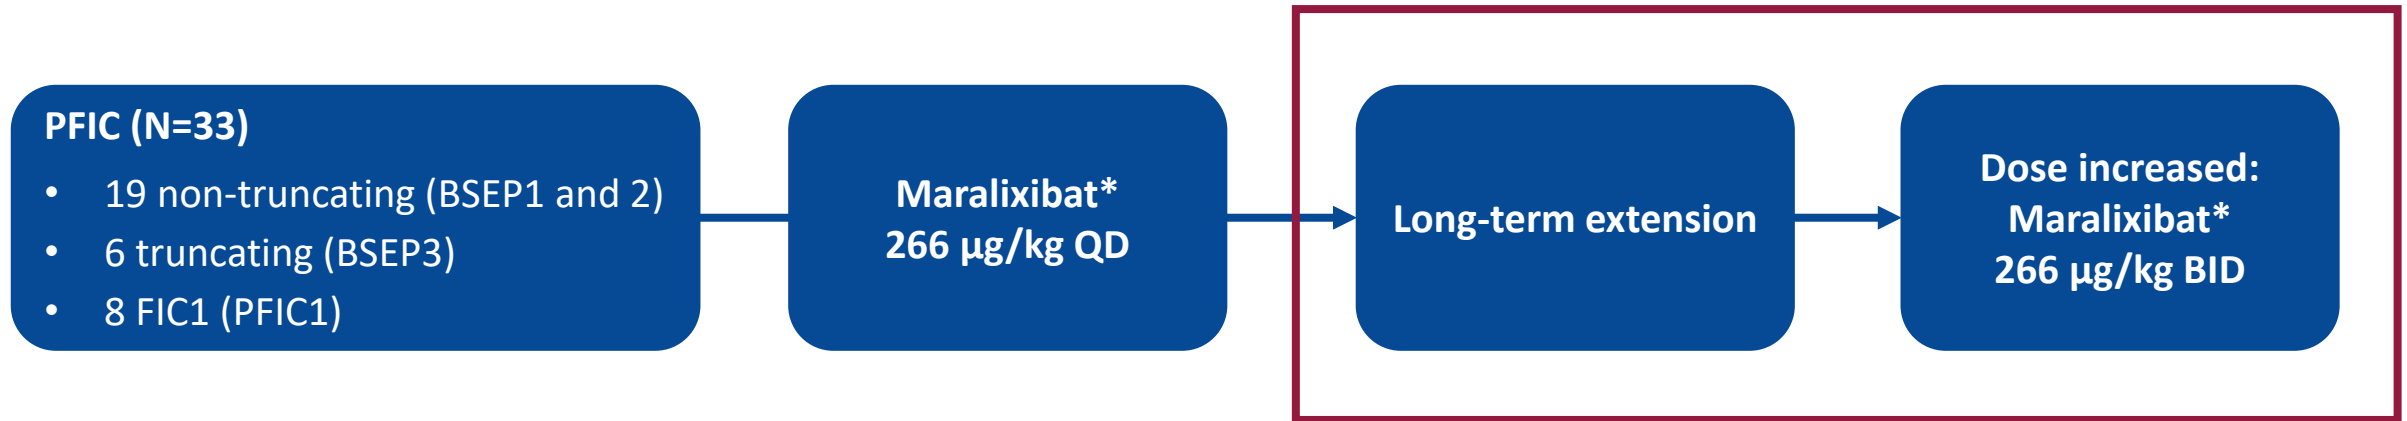 PFIC (N=33)
• 19 non-truncating (BSEP1 and 2)
• 6 truncating (BSEP3)
• 8 FIC1 (PFIC1)
Maralixibat*
266 µg/kg QD
Long-term extension
Dose increased:
Maralixibat*
266 µg/kg BID